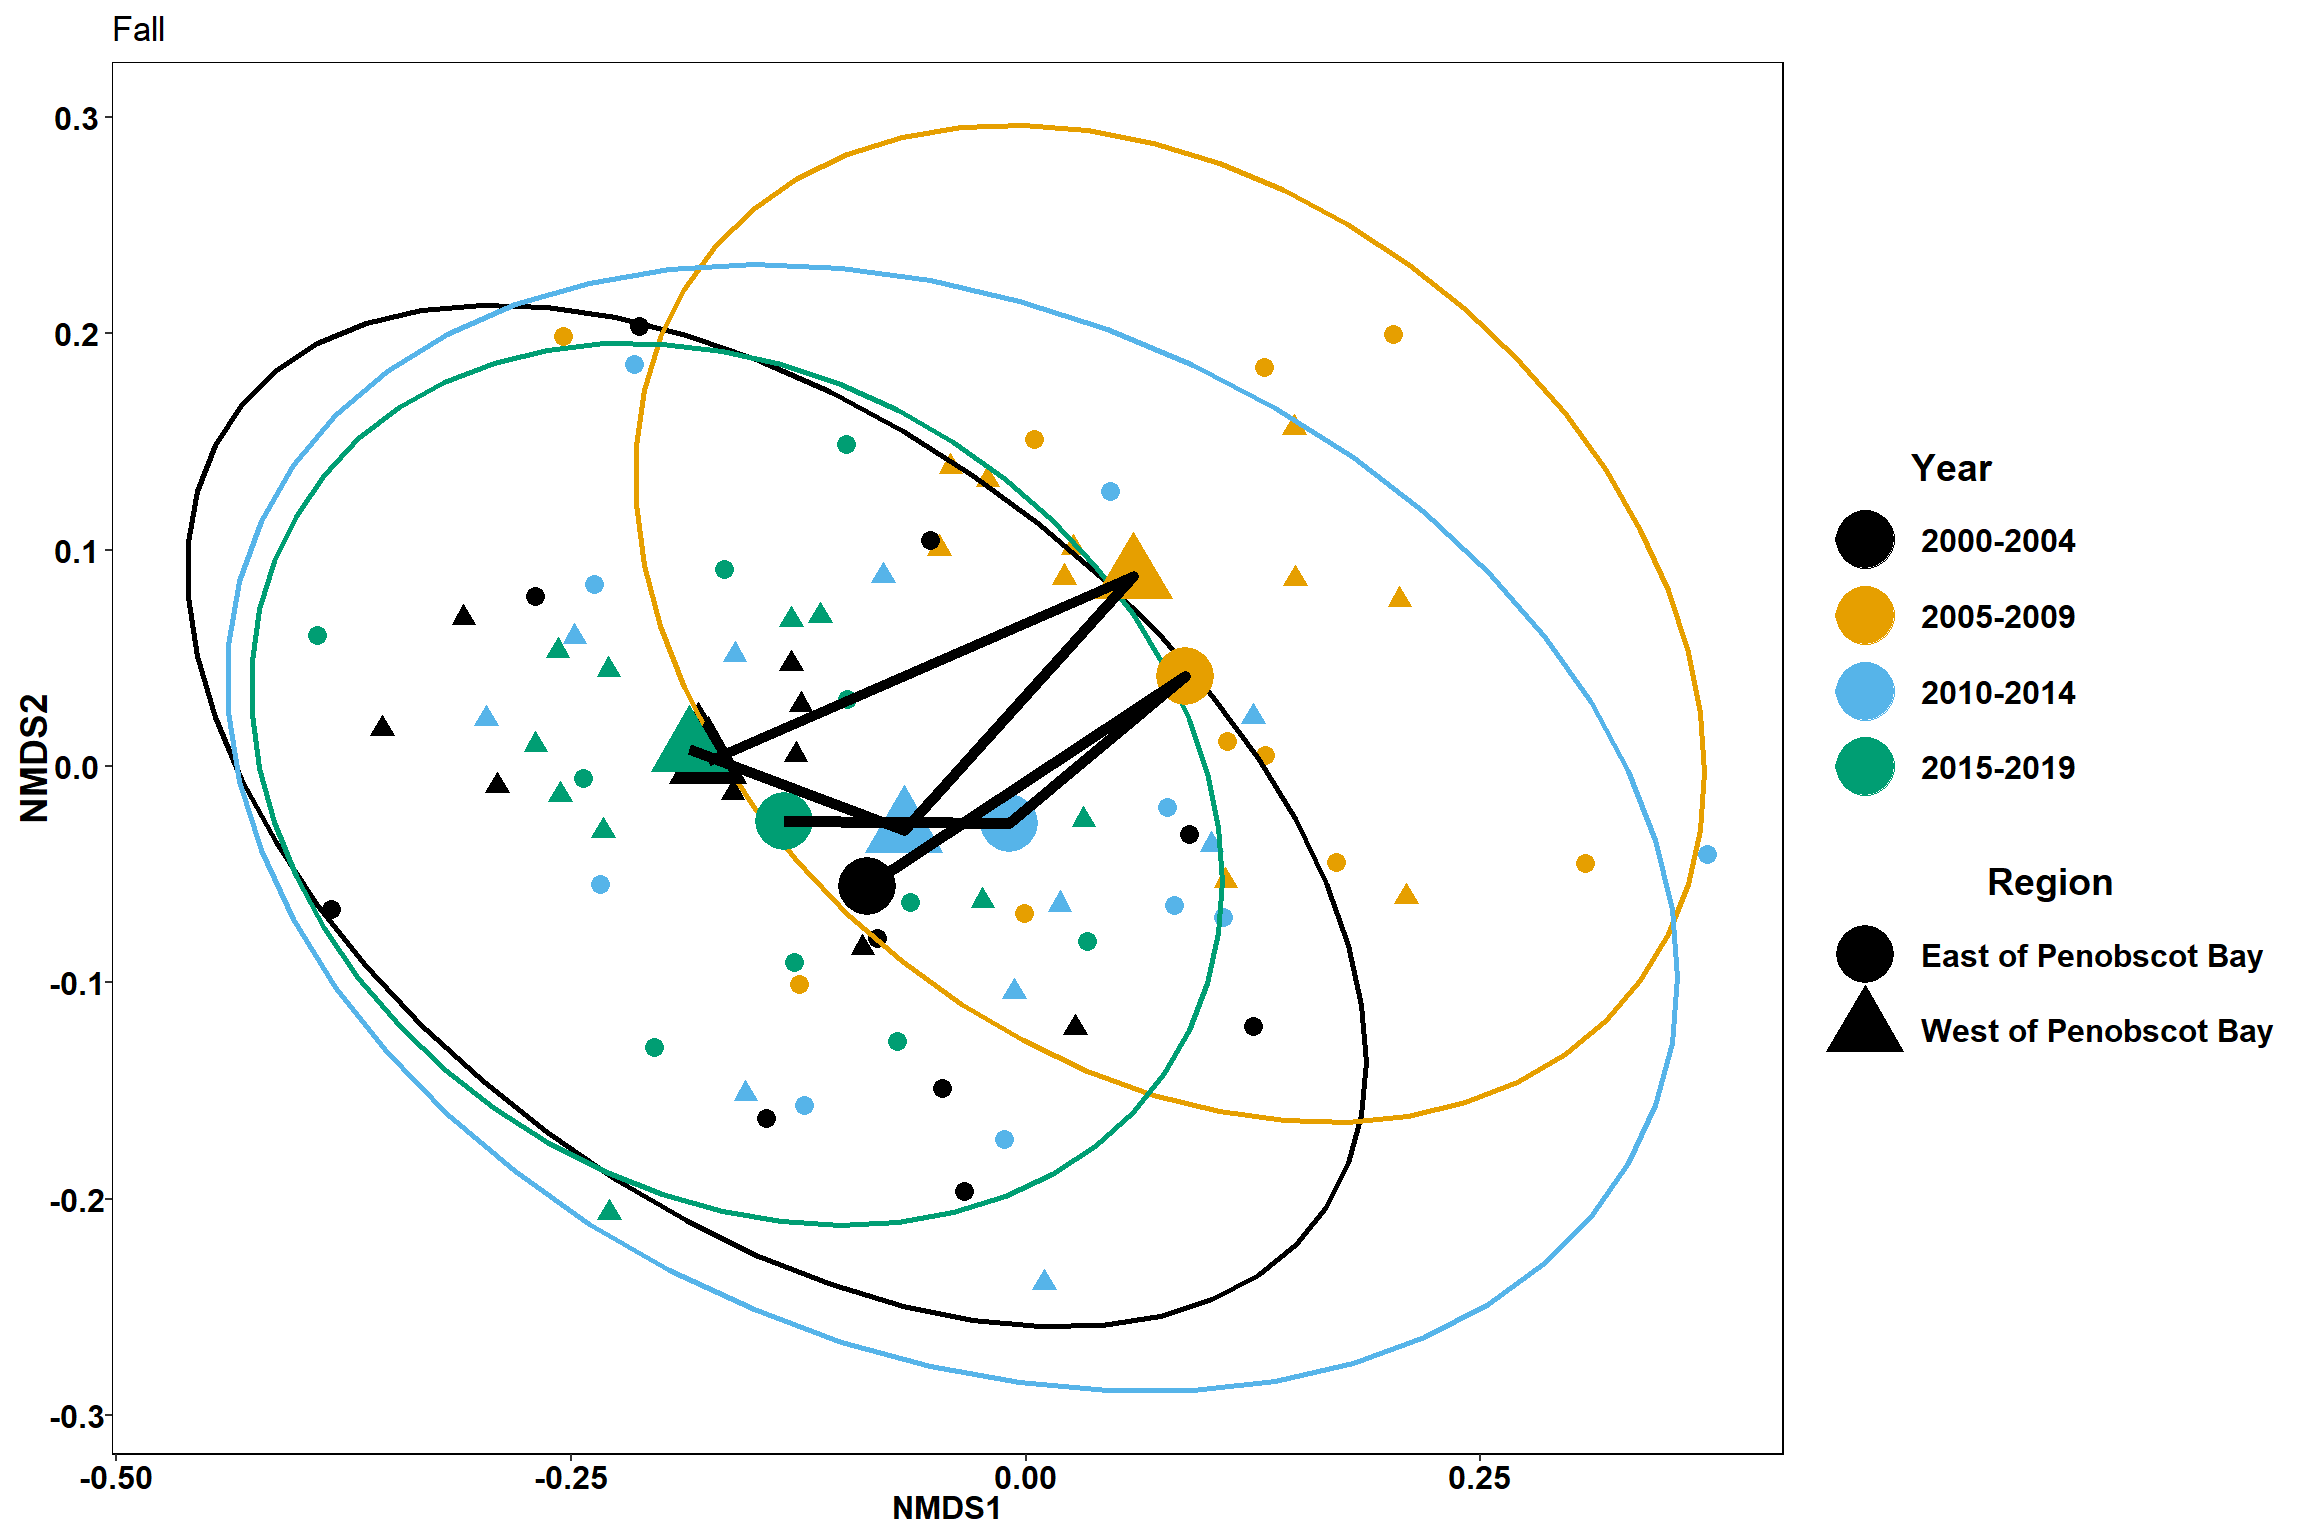 Fall
NMDS2
0.3
0.2
0.1
0.0
-0.1
-0.2
-0.3
-0.50
-0.25
0.00
0.25
NMDS1
Year
2000-2004
2005-2009
2010-2014
2015-2019
Region
East of Penobscot Bay
West of Penobscot Bay